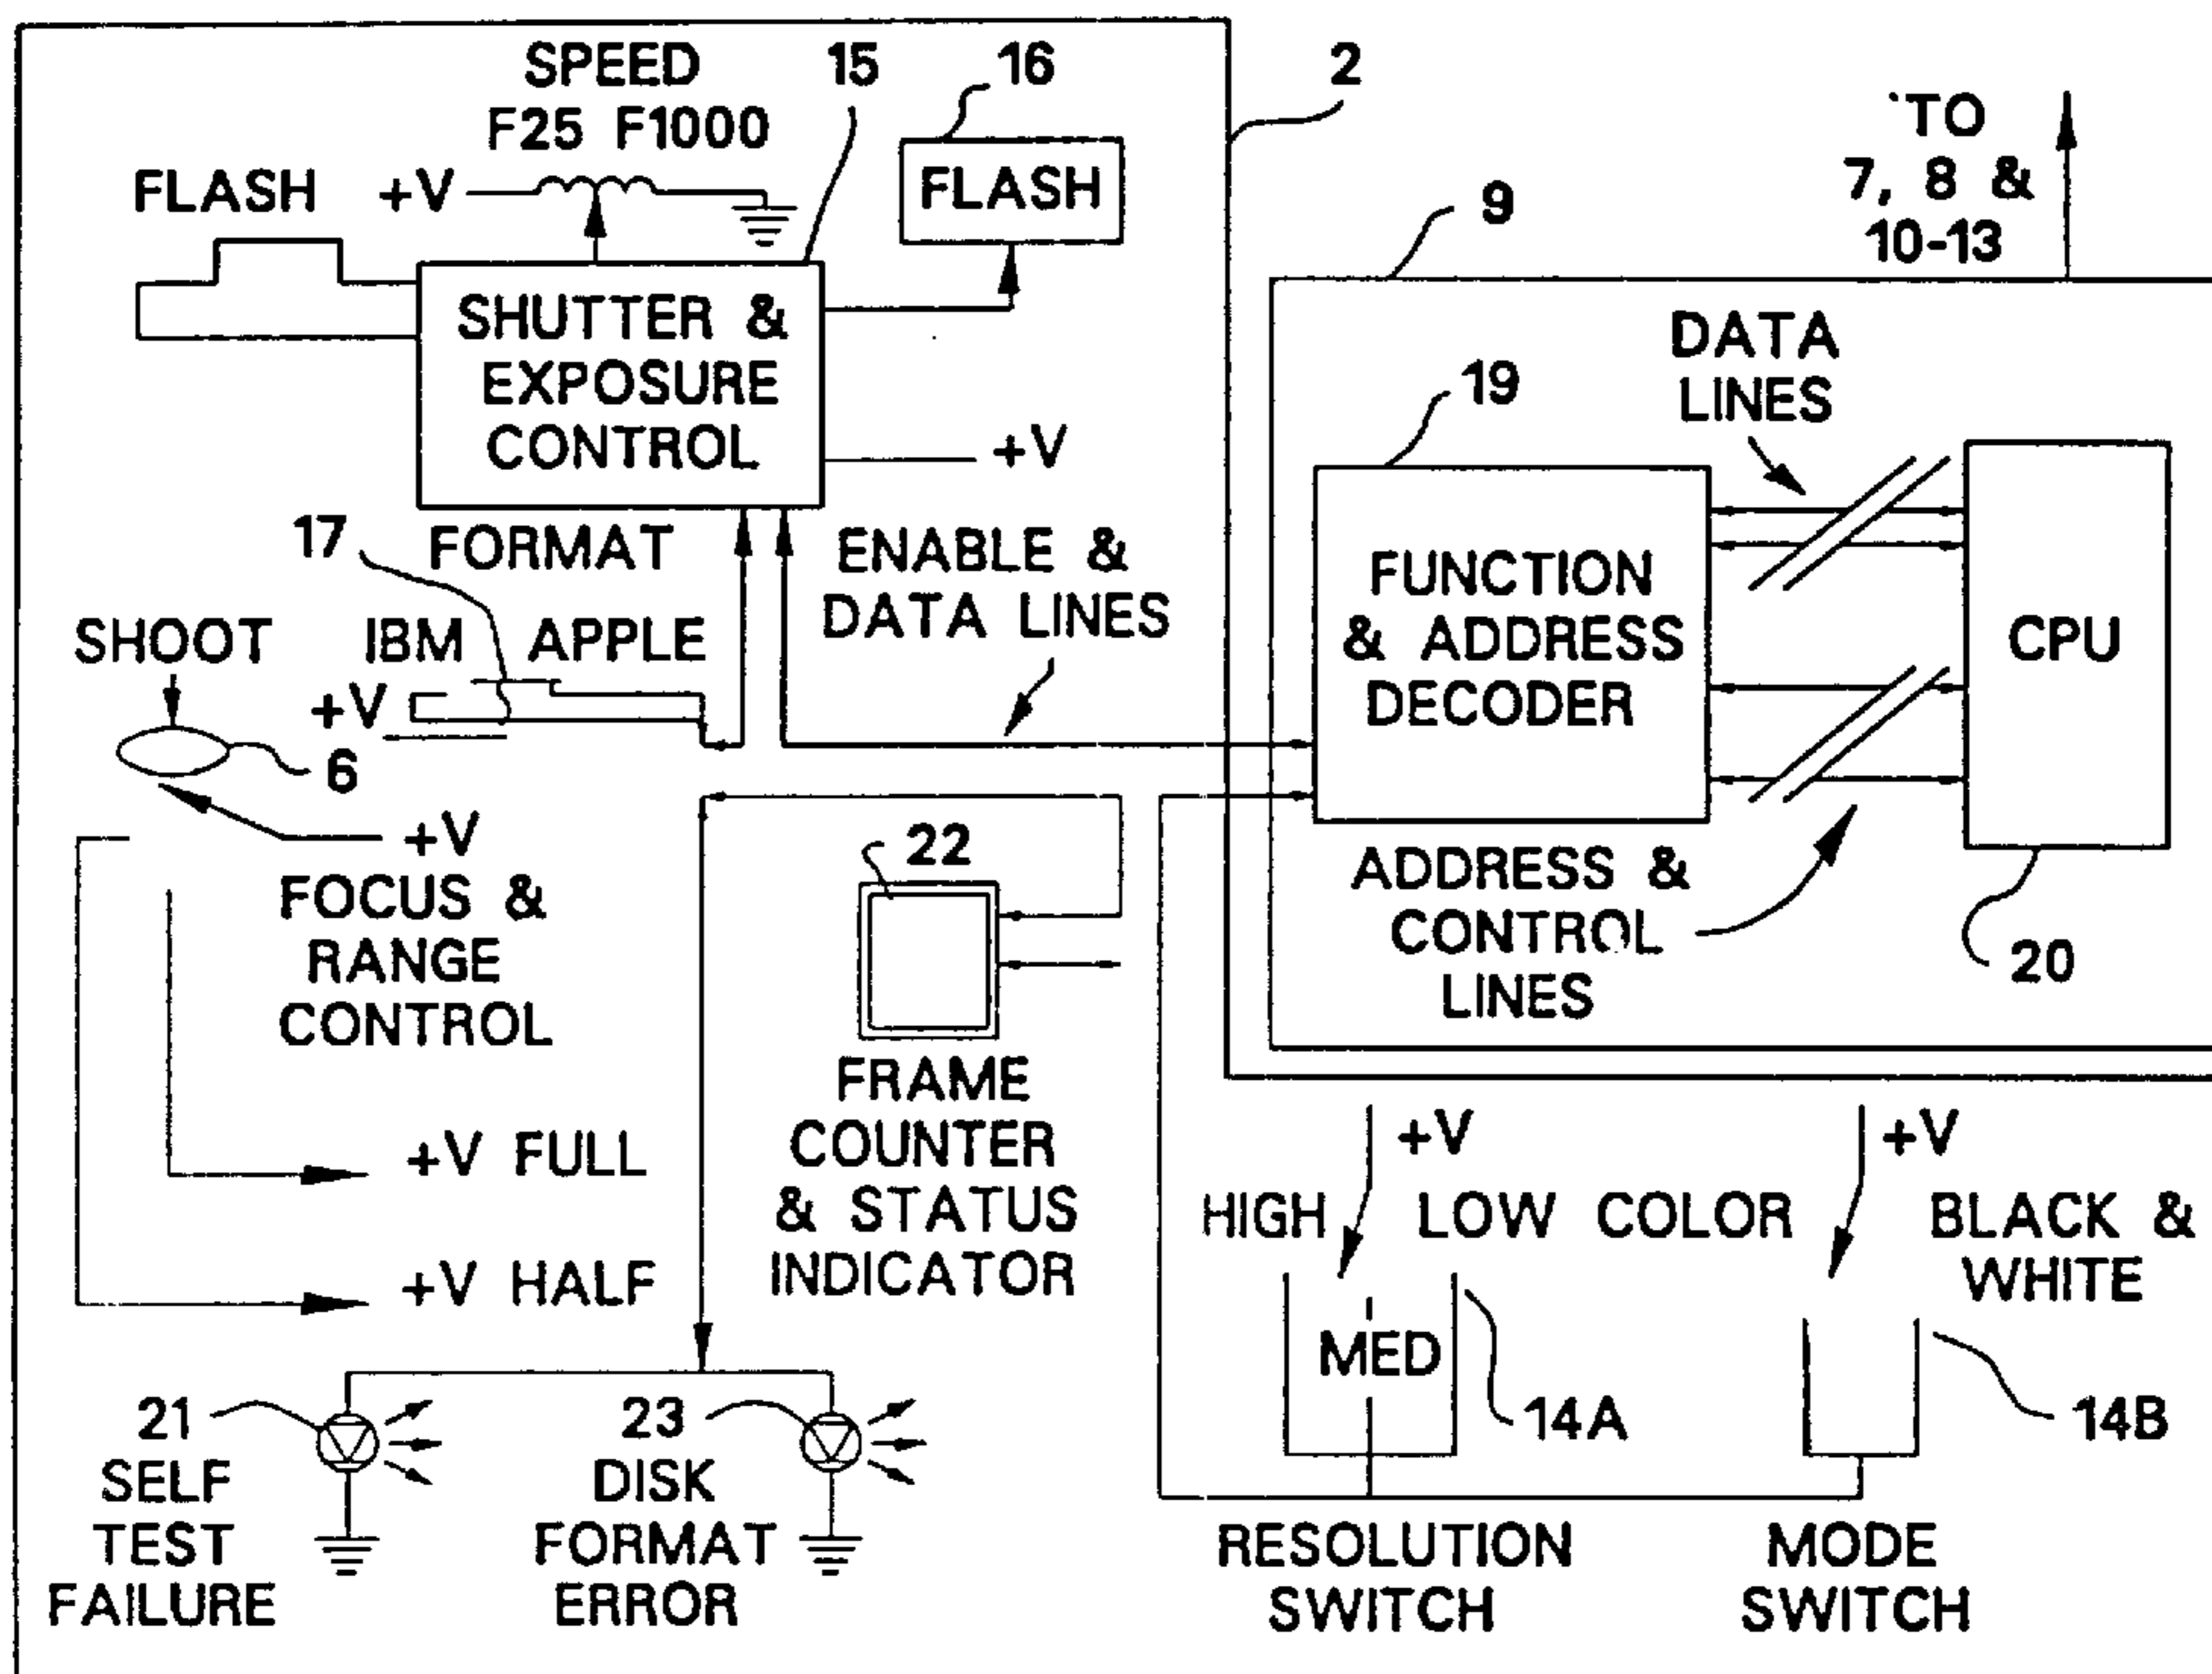 SPEED
F25 F1000
15
16
2
FLASH
+V
FLASH
TO
7, 8 &
10-13
9
SHUTTER &
EXPOSURE
CONTROL
+V
19
DATA
LINES
17
FORMAT
ENABLE &
DATA LINES
FUNCTION
& ADDRESS
DECODER
CPU
SHOOT
IBM APPLE
+V
6
+V
22
ADDRESS &
CONTROL
LINES
20
FOCUS &
RANGE
CONTROL
FRAME
COUNTER
& STATUS
INDICATOR
+V FULL
+V HALF
+V
+V
HIGH
LOW
COLOR
BLACK &
WHITE
MED
14A
14B
21
SELF
TEST
FAILURE
23
DISK
FORMAT
ERROR
RESOLUTION
SWITCH
MODE
SWITCH